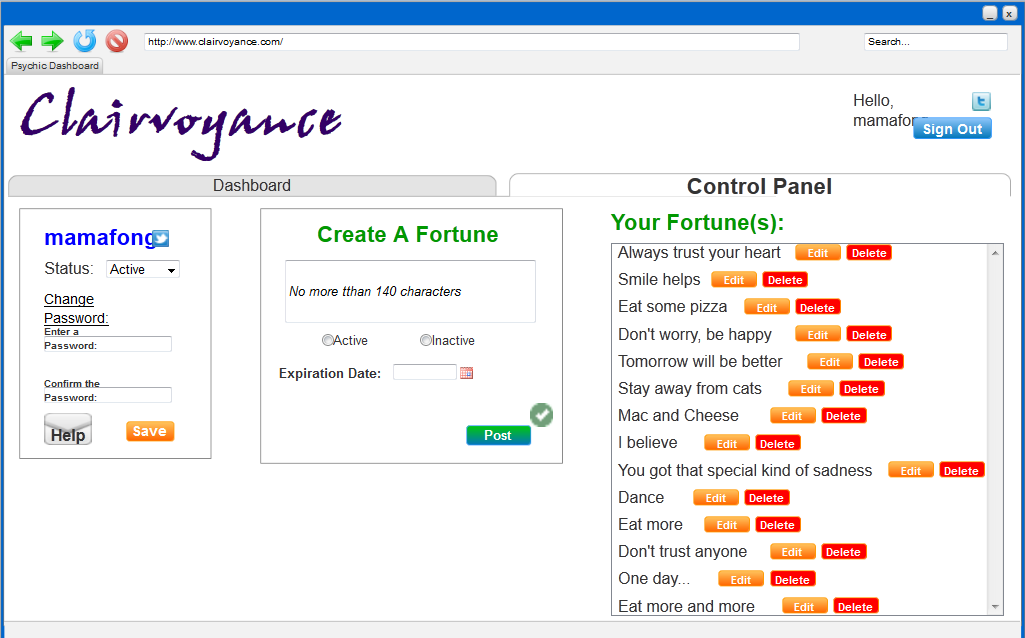 http://www.clairvoyance.com/
Search...
Psychic Dashboard
Clairvoyance
Hello,
mamafong
Sign Out
Dashboard
Control Panel
mamafong
Status: Active
Change
Password:
Enter a
Password:
Confirm the
Password:
Help
Save
Create A Fortune
No more tthan 140 characters
Active Inactive
Expiration Date:
Post
Your Fortune(s):
Always trust your heart Edit Delete
Smile helps Edit Delete
Eat some pizza Edit Delete
Don't worry, be happy Edit Delete
Tomorrow will be better Edit Delete
Stay away from cats Edit Delete
Mac and Cheese Edit Delete
I believe Edit Delete
You got that special kind of sadness Edit Delete
Dance Edit Delete
Eat more Edit Delete
Don't trust anyone Edit Delete
One day... Edit Delete
Eat more and more Edit Delete